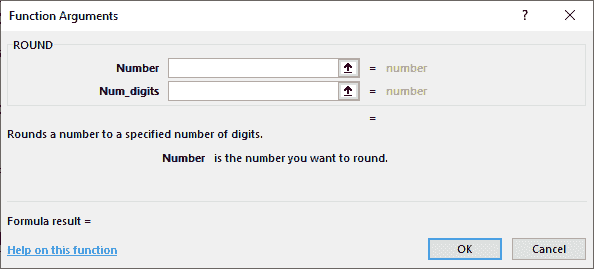 Function Arguments ? ×
ROUND
Number = number
Num_digits = number
=
Rounds a number to a specified number of digits.
Number is the number you want to round.
Formula result =
Help on this function OK Cancel